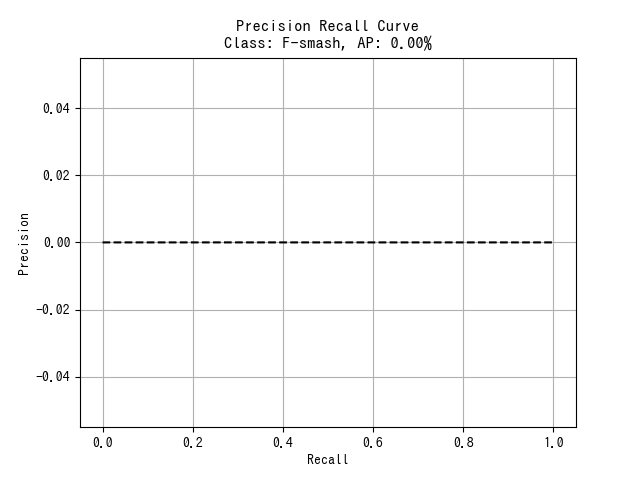 Precision Recall Curve
Class: F-smash, AP: 0.00%
0.04
0.02
0.00
-0.02
-0.04
Precision
0.0 0.2 0.4 0.6 0.8 1.0
Recall